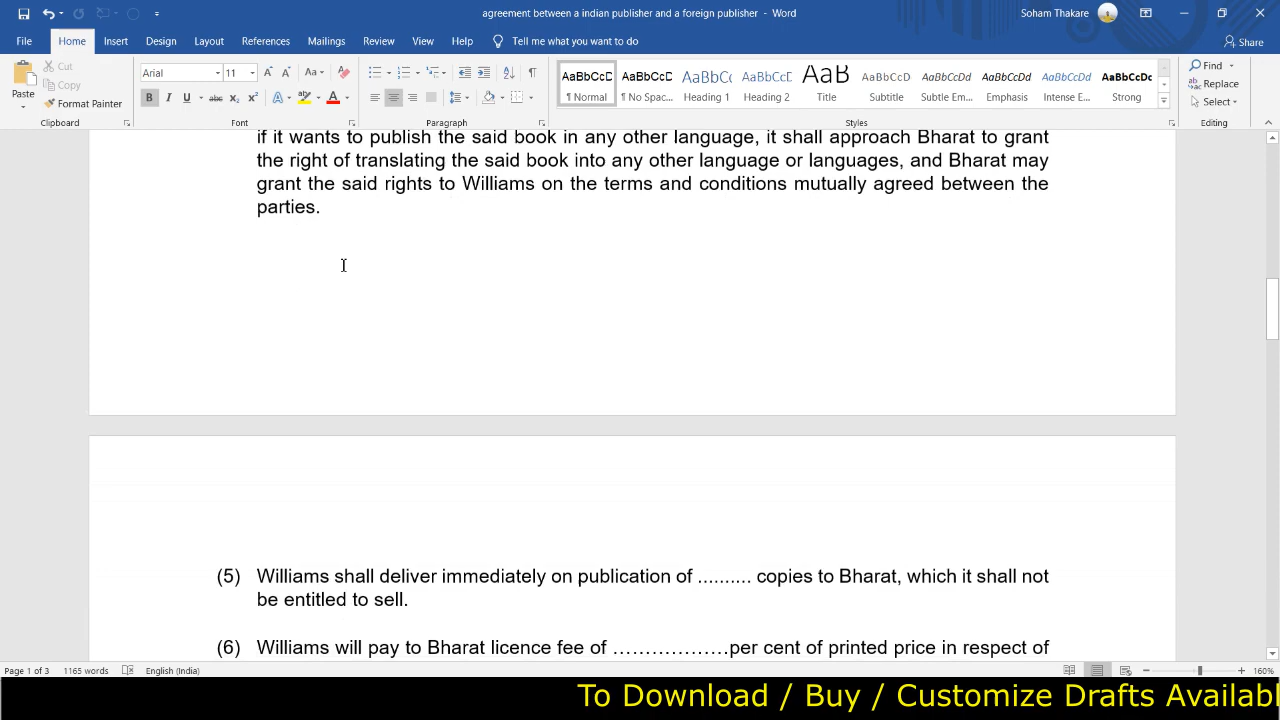 agreement between a indian publisher and a foreign publisher - Word
Soham Thakare
File Home Insert Design Layout References Mailings Review View Help Tell me what you want to do Share
Paste
Cut
Copy
Format Painter
Clipboard
Arial 11
Font
Paragraph
AaBbCcD AaBbCcD AaBbC AaBbCcD AaB AaBbCcD AaBbCcDd AaBbCcDd AaBbCcDd AaBbCcDc
¶ Normal ¶ No Spac... Heading 1 Heading 2 Title Subtitle Subtle Em... Emphasis Intense E... Strong
Styles
Find
Replace
Select
Editing
if it wants to publish the said book in any other language, it shall approach Bharat to grant
the right of translating the said book into any other language or languages, and Bharat may
grant the said rights to Williams on the terms and conditions mutually agreed between the
parties.
(5) Williams shall deliver immediately on publication of .......... copies to Bharat, which it shall not
be entitled to sell.
(6) Williams will pay to Bharat licence fee of ………………..per cent of printed price in respect of
Page 1 of 3 1165 words English (India) 160%
To Download / Buy / Customize Drafts Availabl